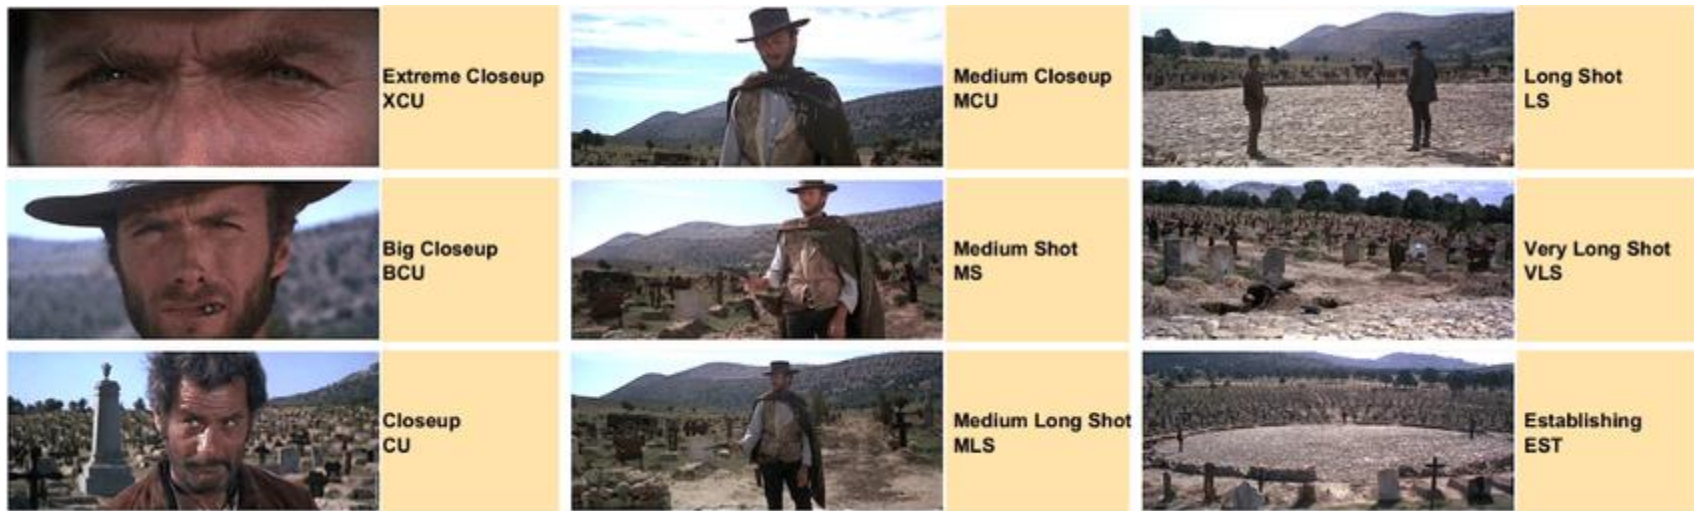 Extreme Closeup
XCU
Big Closeup
BCU
Closeup
CU
Medium Closeup
MCU
Medium Shot
MS
Medium Long Shot
MLS
Long Shot
LS
Very Long Shot
VLS
Establishing
EST